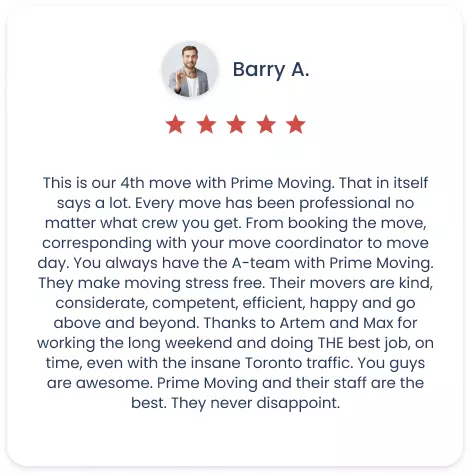 Barry A.
This is our 4th move with Prime Moving. That in itself
says a lot. Every move has been professional no
matter what crew you get. From booking the move,
corresponding with your move coordinator to move
day. You always have the A-team with Prime Moving.
They make moving stress free. Their movers are kind,
considerate, competent, efficient, happy and go
above and beyond. Thanks to Artem and Max for
working the long weekend and doing THE best job, on
time, even with the insane Toronto traffic. You guys
are awesome. Prime Moving and their staff are the
best. They never disappoint.